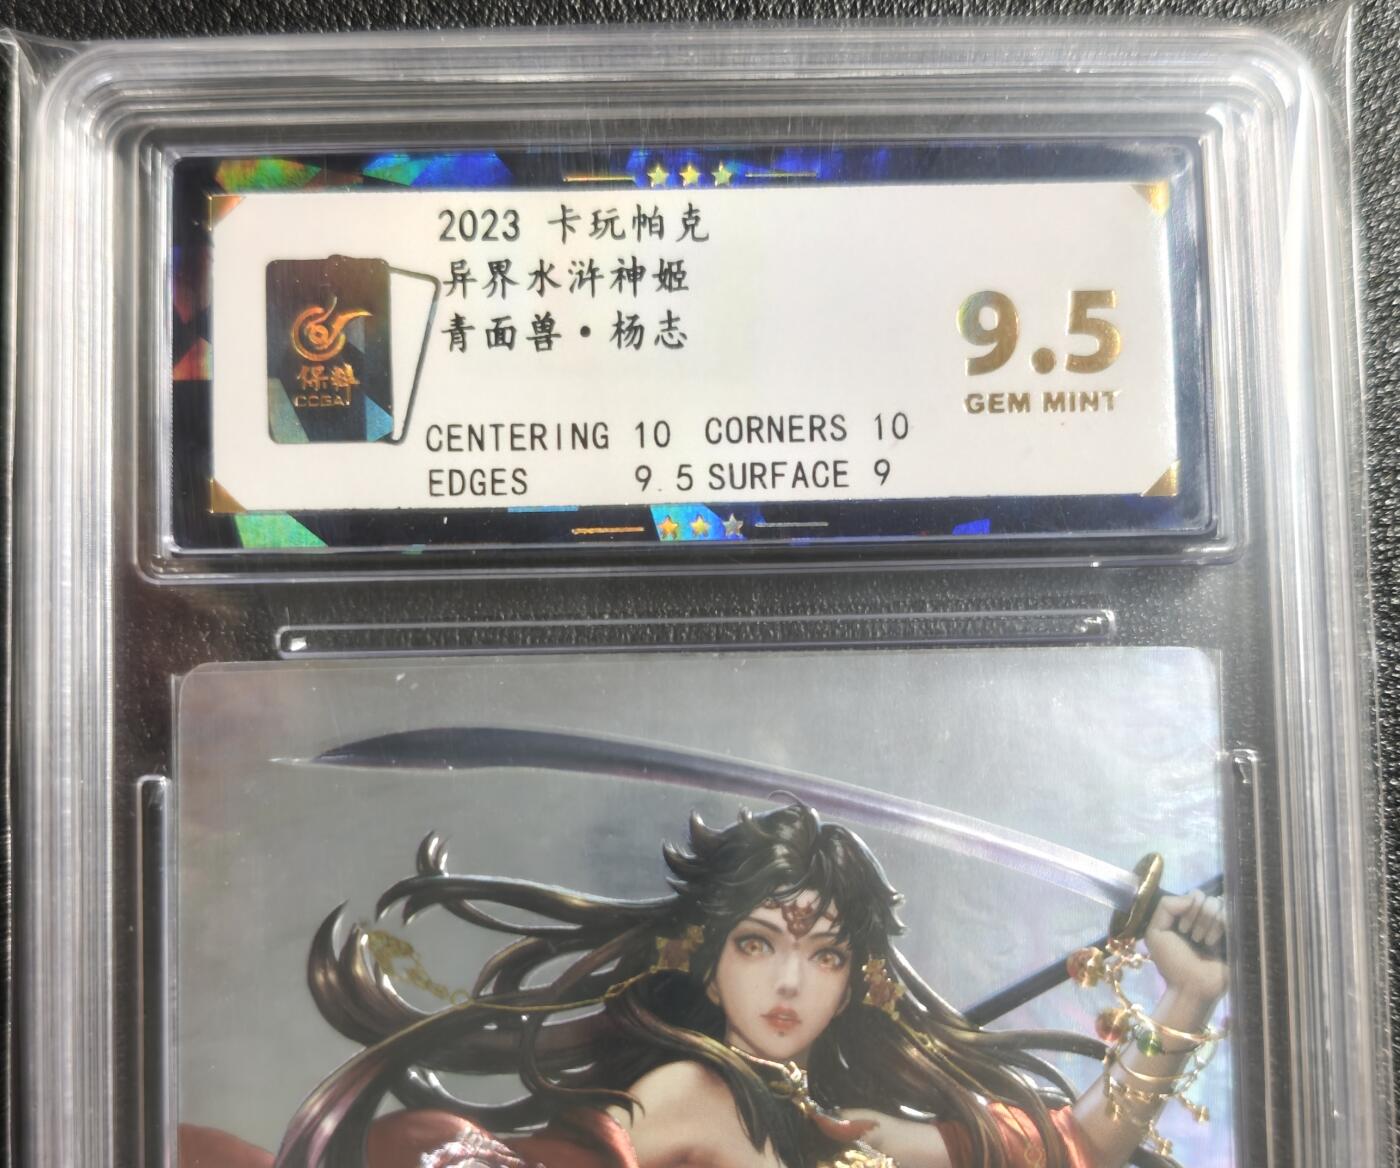 2023 卡玩帕克
异界水浒神姬
青面兽·杨志
保粹
CCGA
9.5
GEM MINT
CENTERING 10 CORNERS 10
EDGES 9.5 SURFACE 9